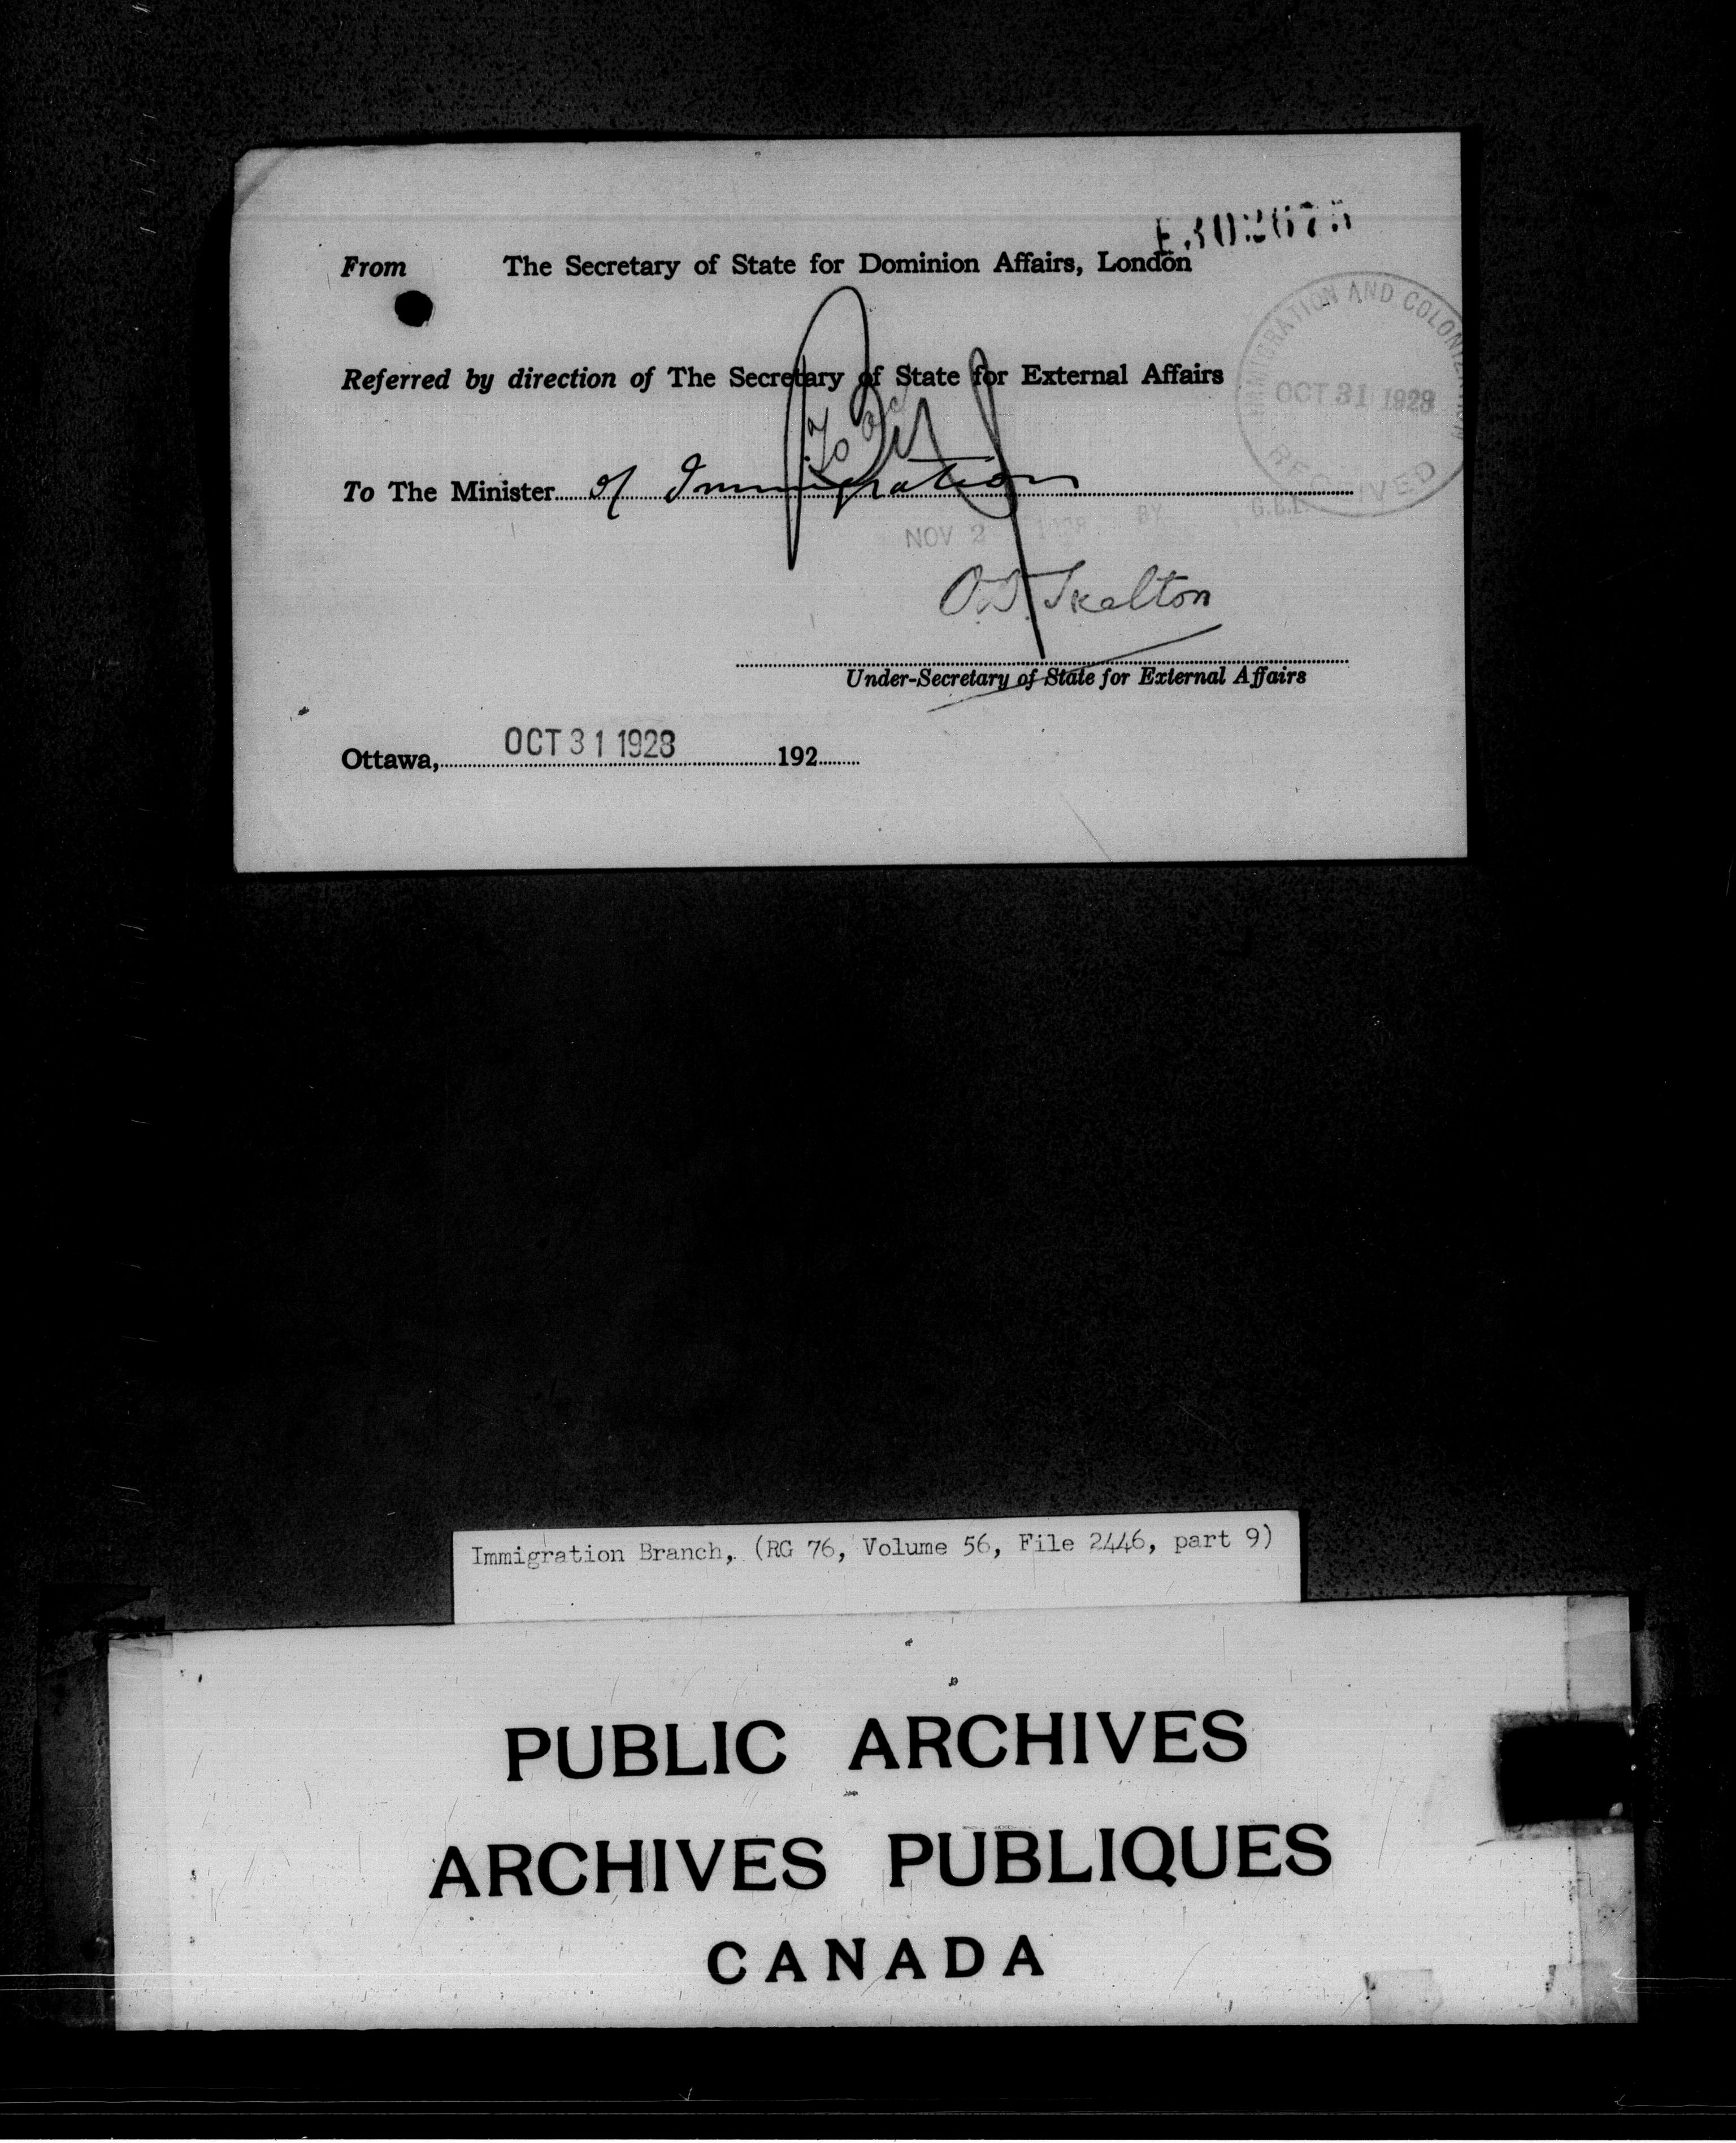 E302675
From The Secretary of State for Dominion Affairs, London
IMMIGRATION AND COLONIZATION
OCT 31 1928
RECEIVED
Referred by direction of The Secretary of State for External Affairs
To The Minister of Immigration
NOV 2 1928 BY G.B.L.
O.D. Skelton
Under-Secretary of State for External Affairs
Ottawa, OCT 31 1928 192
Immigration Branch, (RG 76, Volume 56, File 2446, part 9)
PUBLIC ARCHIVES
ARCHIVES PUBLIQUES
CANADA